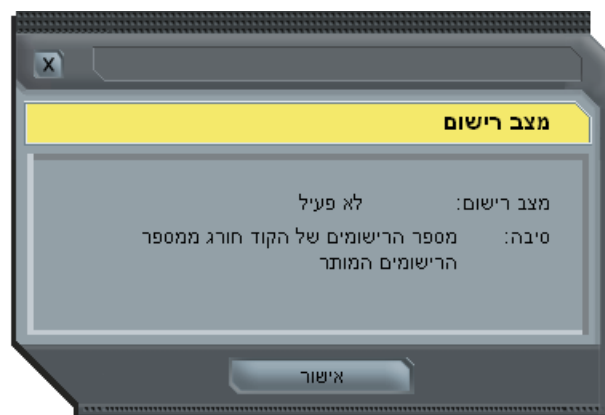 X
מצב רישום
מצב רישום: לא פעיל
סיבה: מספר הרישומים של הקוד חורג ממספר
הרישומים המותר
אישור